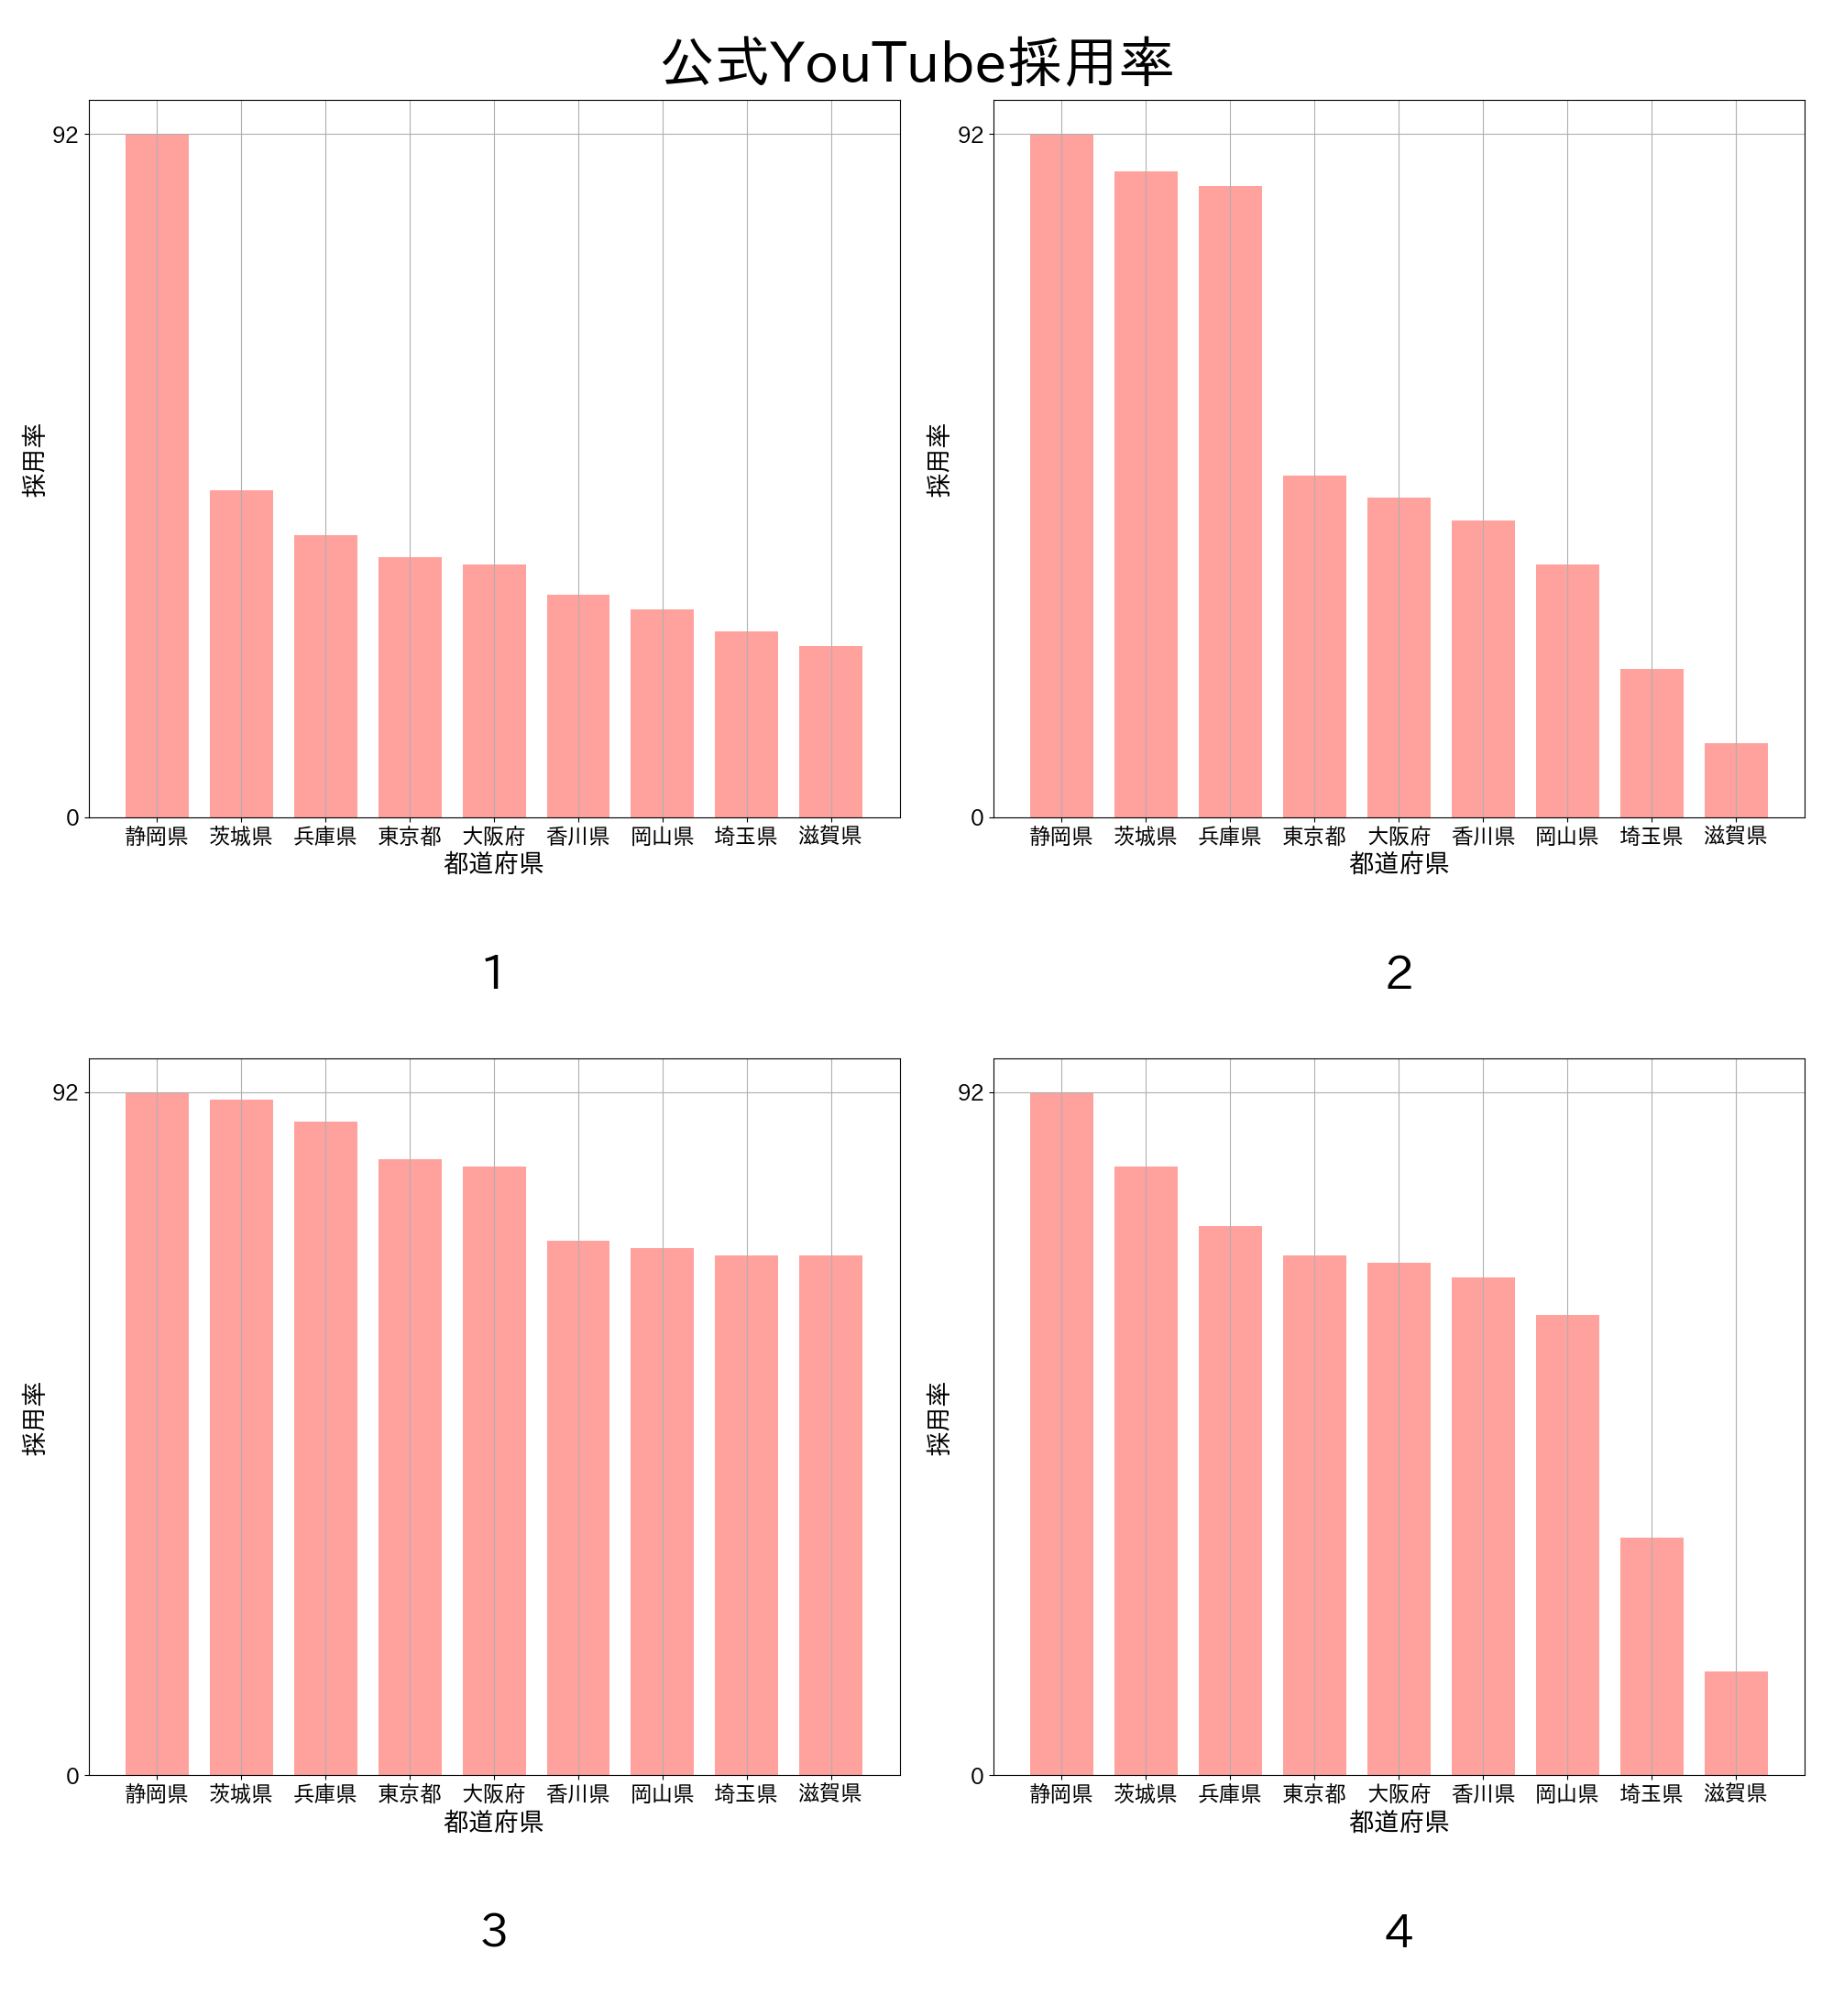 公式YouTube採用率
92
0
採用率
静岡県 茨城県 兵庫県 東京都 大阪府 香川県 岡山県 埼玉県 滋賀県
都道府県
1
92
0
採用率
静岡県 茨城県 兵庫県 東京都 大阪府 香川県 岡山県 埼玉県 滋賀県
都道府県
2
92
0
採用率
静岡県 茨城県 兵庫県 東京都 大阪府 香川県 岡山県 埼玉県 滋賀県
都道府県
3
92
0
採用率
静岡県 茨城県 兵庫県 東京都 大阪府 香川県 岡山県 埼玉県 滋賀県
都道府県
4